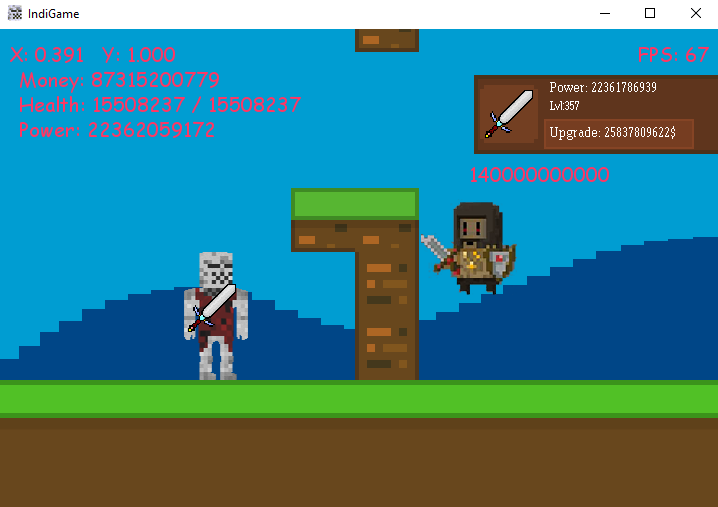 IndiGame
X: 0.391 Y: 1.000
FPS: 67
Money: 87315200779
Health: 15508237 / 15508237
Power: 22362059172
Power: 22361786939
Lvl:357
Upgrade: 25837809622$
140000000000